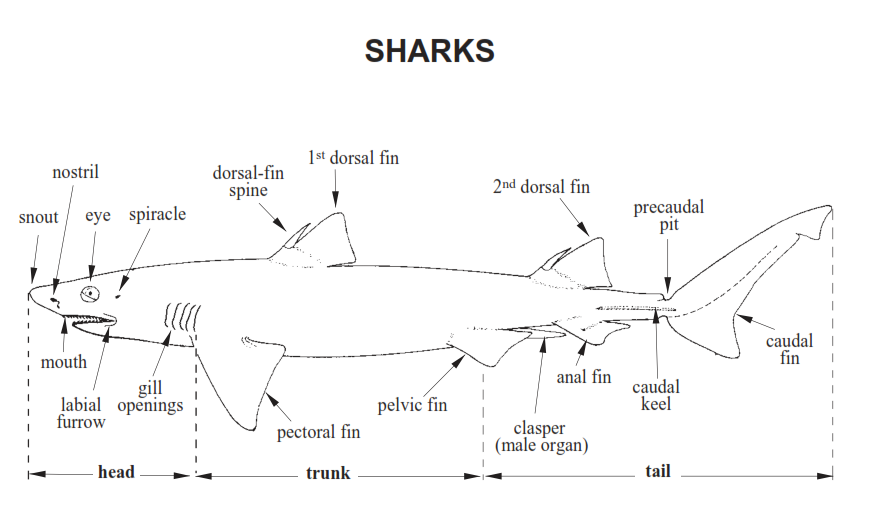 SHARKS
1st dorsal fin
nostril
dorsal-fin
spine
2nd dorsal fin
precaudal
pit
snout
eye
spiracle
mouth
caudal
fin
gill
openings
anal fin
caudal
keel
labial
furrow
pelvic fin
pectoral fin
clasper
(male organ)
head
trunk
tail